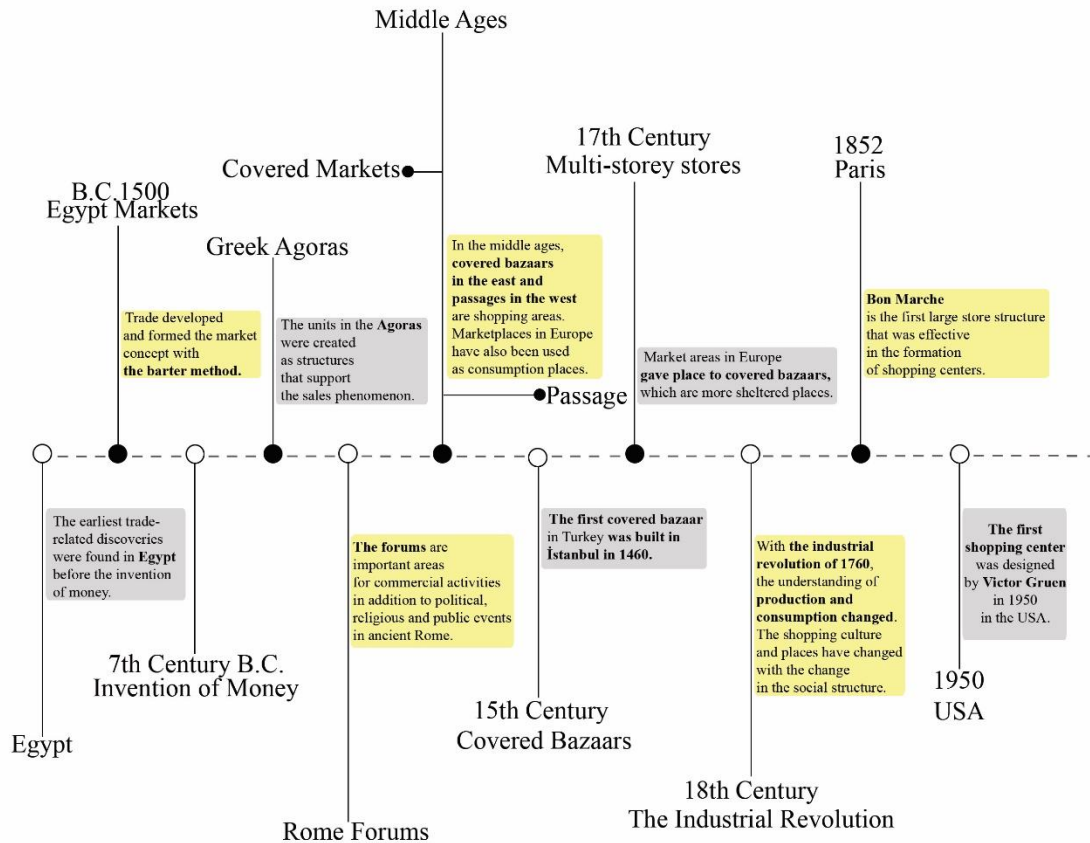 Middle Ages
Covered Markets
17th Century
Multi-storey stores
1852
Paris
B.C.1500
Egypt Markets
Greek Agoras
Trade developed
and formed the market
concept with
the barter method.
The units in the Agoras
were created
as structures
that support
the sales phenomenon.
In the middle ages,
covered bazaars
in the east and
passages in the west
are shopping areas.
Marketplaces in Europe
have also been used
as consumption places.
Passage
Market areas in Europe
gave place to covered bazaars,
which are more sheltered places.
Bon Marche
is the first large store structure
that was effective
in the formation
of shopping centers.
The earliest trade-
related discoveries
were found in Egypt
before the invention
of money.
7th Century B.C.
Invention of Money
Egypt
The forums are
important areas
for commercial activities
in addition to political,
religious and public events
in ancient Rome.
Rome Forums
The first covered bazaar
in Turkey was built in
İstanbul in 1460.
15th Century
Covered Bazaars
With the industrial
revolution of 1760,
the understanding of
production and
consumption changed.
The shopping culture
and places have changed
with the change
in the social structure.
18th Century
The Industrial Revolution
The first
shopping center
was designed
by Victor Gruen
in 1950
in the USA.
1950
USA